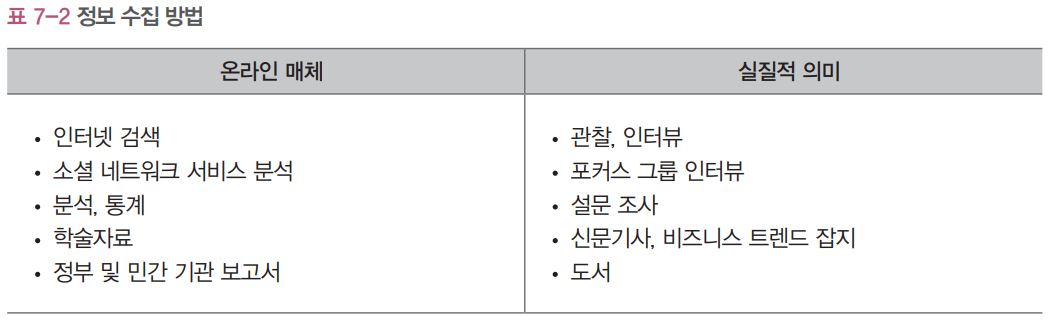 표 7-2 정보 수집 방법
온라인 매체
실질적 의미
• 인터넷 검색
• 소셜 네트워크 서비스 분석
• 분석, 통계
• 학술자료
• 정부 및 민간 기관 보고서
• 관찰, 인터뷰
• 포커스 그룹 인터뷰
• 설문 조사
• 신문기사, 비즈니스 트렌드 잡지
• 도서